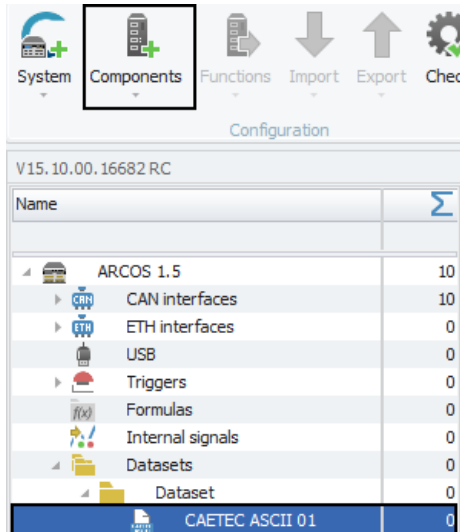 System Components Functions Import Export Chec
Configuration
V15.10.00.16682 RC
Name Σ
ARCOS 1.5 10
CAN CAN interfaces 10
ETH ETH interfaces 0
USB 0
Triggers 0
f(x) Formulas 0
Internal signals 0
Datasets 0
Dataset 0
CAETEC ASCII 01 0